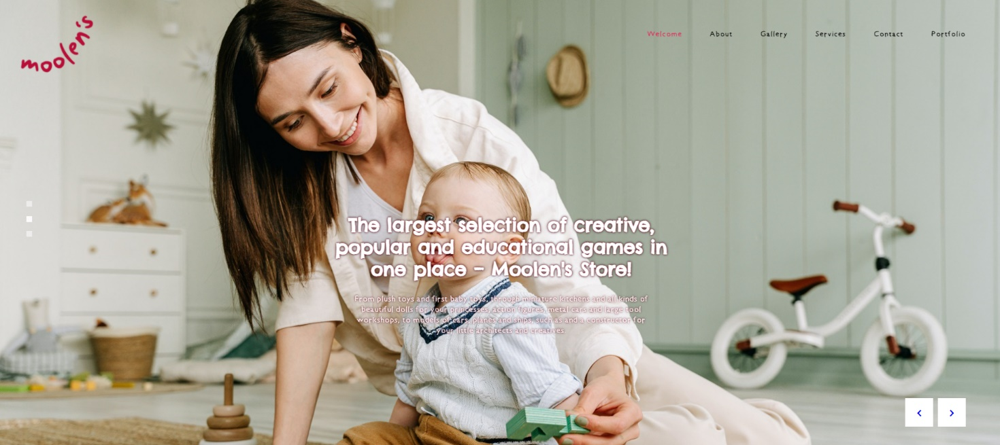 moolen's
Welcome About Gallery Services Contact Portfolio
The largest selection of creative,
popular and educational games in
one place – Moolen's Store!
From plush toys and first baby toys, through miniature kitchens and all kinds of
beautiful dolls for your princesses, action figures, metal cars and large tool
workshops, to models of cars, planes and ships, such as and a constructor for
your little architects and creatives.